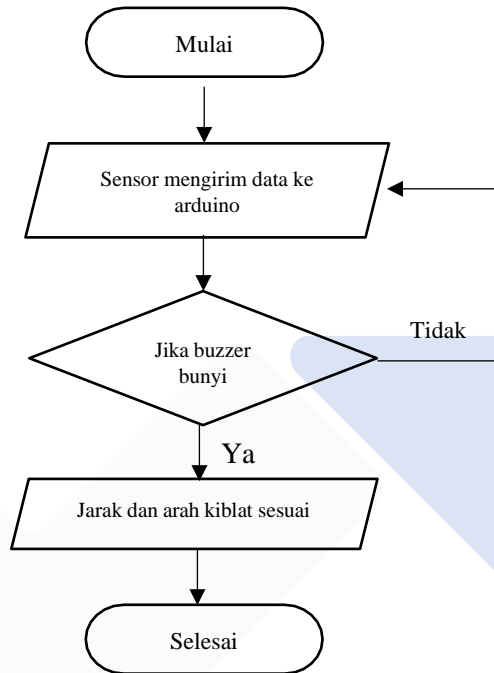 Mulai
Sensor mengirim data ke
arduino
Tidak
Jika buzzer
bunyi
Ya
Jarak dan arah kiblat sesuai
Selesai